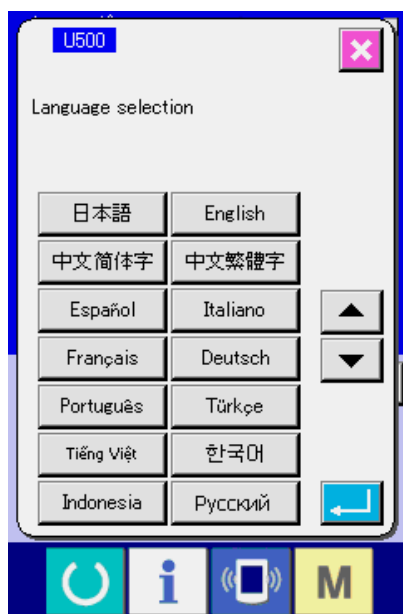 U500
Language selection
日本語 English
中文简体字 中文繁體字
Español Italiano
Français Deutsch
Português Türkçe
Tiếng Việt 한국어
Indonesia Русский
i M